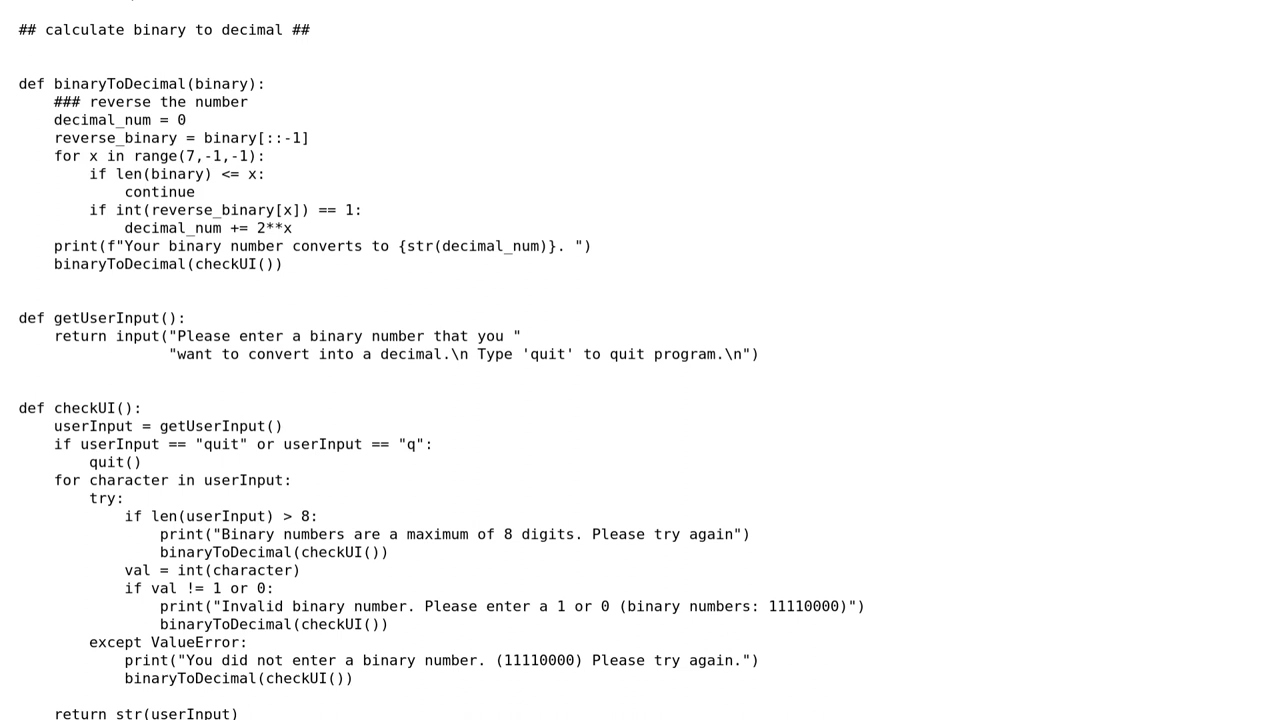 ## calculate binary to decimal ##
def binaryToDecimal(binary):
    ### reverse the number
    decimal_num = 0
    reverse_binary = binary[::-1]
    for x in range(7,-1,-1):
        if len(binary) <= x:
            continue
        if int(reverse_binary[x]) == 1:
            decimal_num += 2**x
    print(f"Your binary number converts to {str(decimal_num)}. ")
    binaryToDecimal(checkUI())
def getUserInput():
    return input("Please enter a binary number that you "
                 "want to convert into a decimal.\n Type 'quit' to quit program.\n")
def checkUI():
    userInput = getUserInput()
    if userInput == "quit" or userInput == "q":
        quit()
    for character in userInput:
        try:
            if len(userInput) > 8:
                print("Binary numbers are a maximum of 8 digits. Please try again")
                binaryToDecimal(checkUI())
            val = int(character)
            if val != 1 or 0:
                print("Invalid binary number. Please enter a 1 or 0 (binary numbers: 11110000)")
                binaryToDecimal(checkUI())
        except ValueError:
            print("You did not enter a binary number. (11110000) Please try again.")
            binaryToDecimal(checkUI())
    return str(userInput)